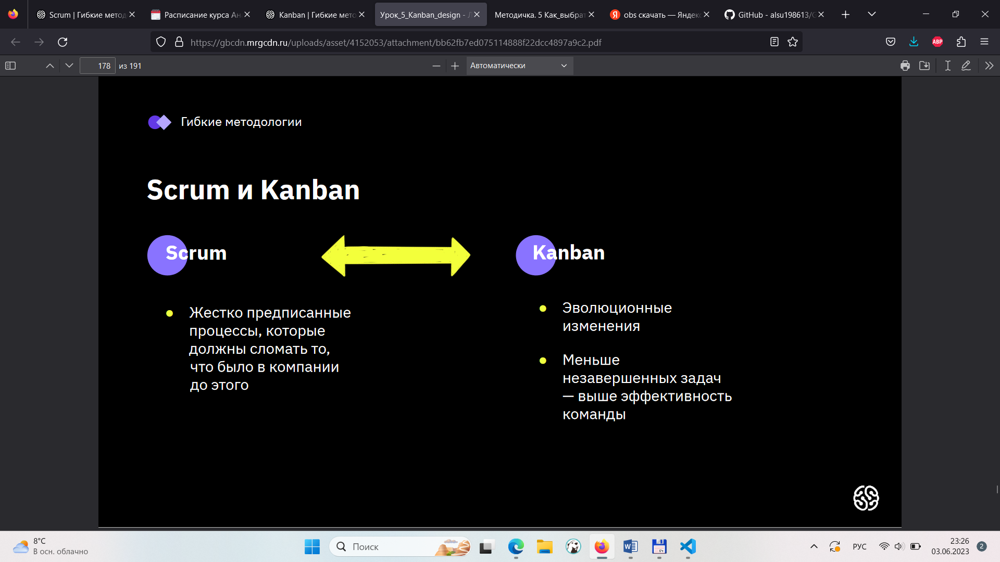 Scrum | Гибкие метод
Расписание курса Ан
Kanban | Гибкие мето
Урок_5_Kanban_design - Л
Методичка. 5 Как_выбрат
obs скачать — Яндекс
GitHub - alsu198613/G
https://gbcdn.mrgcdn.ru/uploads/asset/4152053/attachment/bb62fb7ed075114888f22dcc4897a9c2.pdf
ABP
178 из 191
Автоматически
Гибкие методологии
Scrum и Kanban
Scrum
Жестко предписанные
процессы, которые
должны сломать то,
что было в компании
до этого
Kanban
Эволюционные
изменения
Меньше
незавершенных задач
— выше эффективность
команды
8°C
В осн. облачно
Поиск
64
РУС
23:26
03.06.2023
2